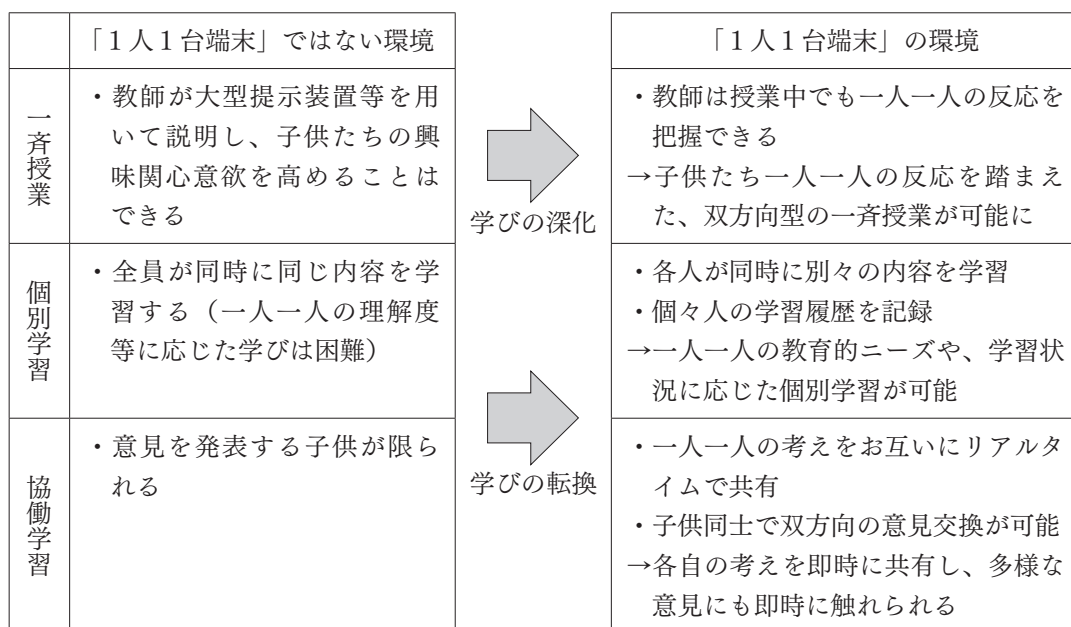 「１人１台端末」ではない環境
「１人１台端末」の環境
一斉授業
・教師が大型提示装置等を用
いて説明し、子供たちの興
味関心意欲を高めることは
できる
学びの深化
・教師は授業中でも一人一人の反応を
把握できる
→子供たち一人一人の反応を踏まえ
た、双方向型の一斉授業が可能に
個別学習
・全員が同時に同じ内容を学
習する（一人一人の理解度
等に応じた学びは困難）
・各人が同時に別々の内容を学習
・個々人の学習履歴を記録
→一人一人の教育的ニーズや、学習状
況に応じた個別学習が可能
学びの転換
協働学習
・意見を発表する子供が限ら
れる
・一人一人の考えをお互いにリアルタ
イムで共有
・子供同士で双方向の意見交換が可能
→各自の考えを即時に共有し、多様な
意見にも即時に触れられる